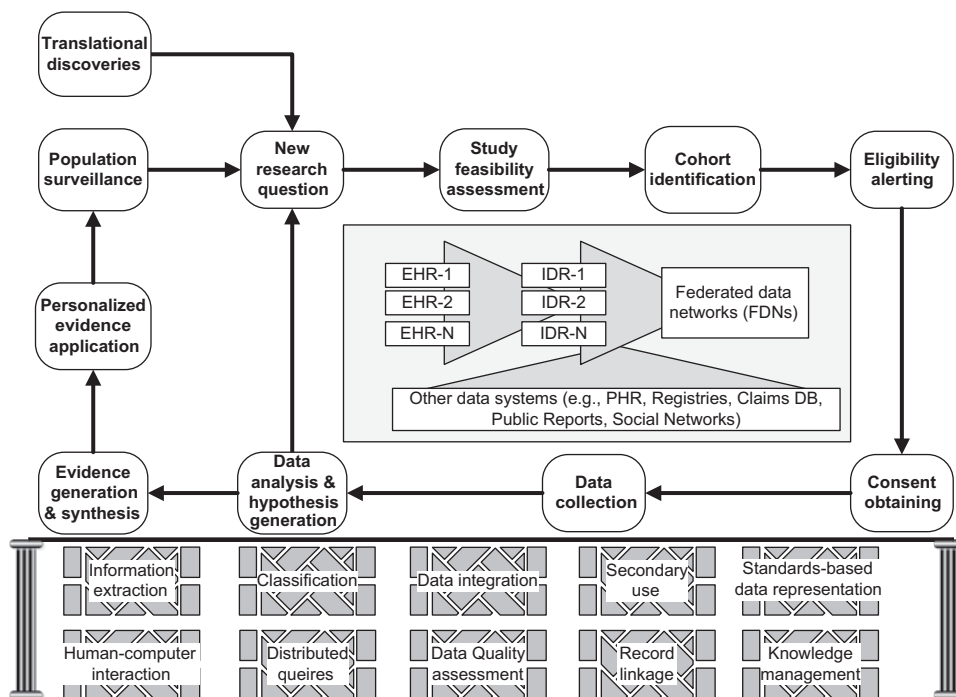 Translational
discoveries
Population
surveillance
New
research
question
Study
feasibility
assessment
Cohort
identification
Eligibility
alerting
EHR-1
EHR-2
EHR-N
IDR-1
IDR-2
IDR-N
Federated data
networks (FDNs)
Other data systems (e.g., PHR, Registries, Claims DB,
Public Reports, Social Networks)
Personalized
evidence
application
Evidence
generation
& synthesis
Data
analysis &
hypothesis
generation
Data
collection
Consent
obtaining
Information
extraction
Classification
Data integration
Secondary
use
Standards-based
data representation
Human-computer
interaction
Distributed
queires
Data Quality
assessment
Record
linkage
Knowledge
management